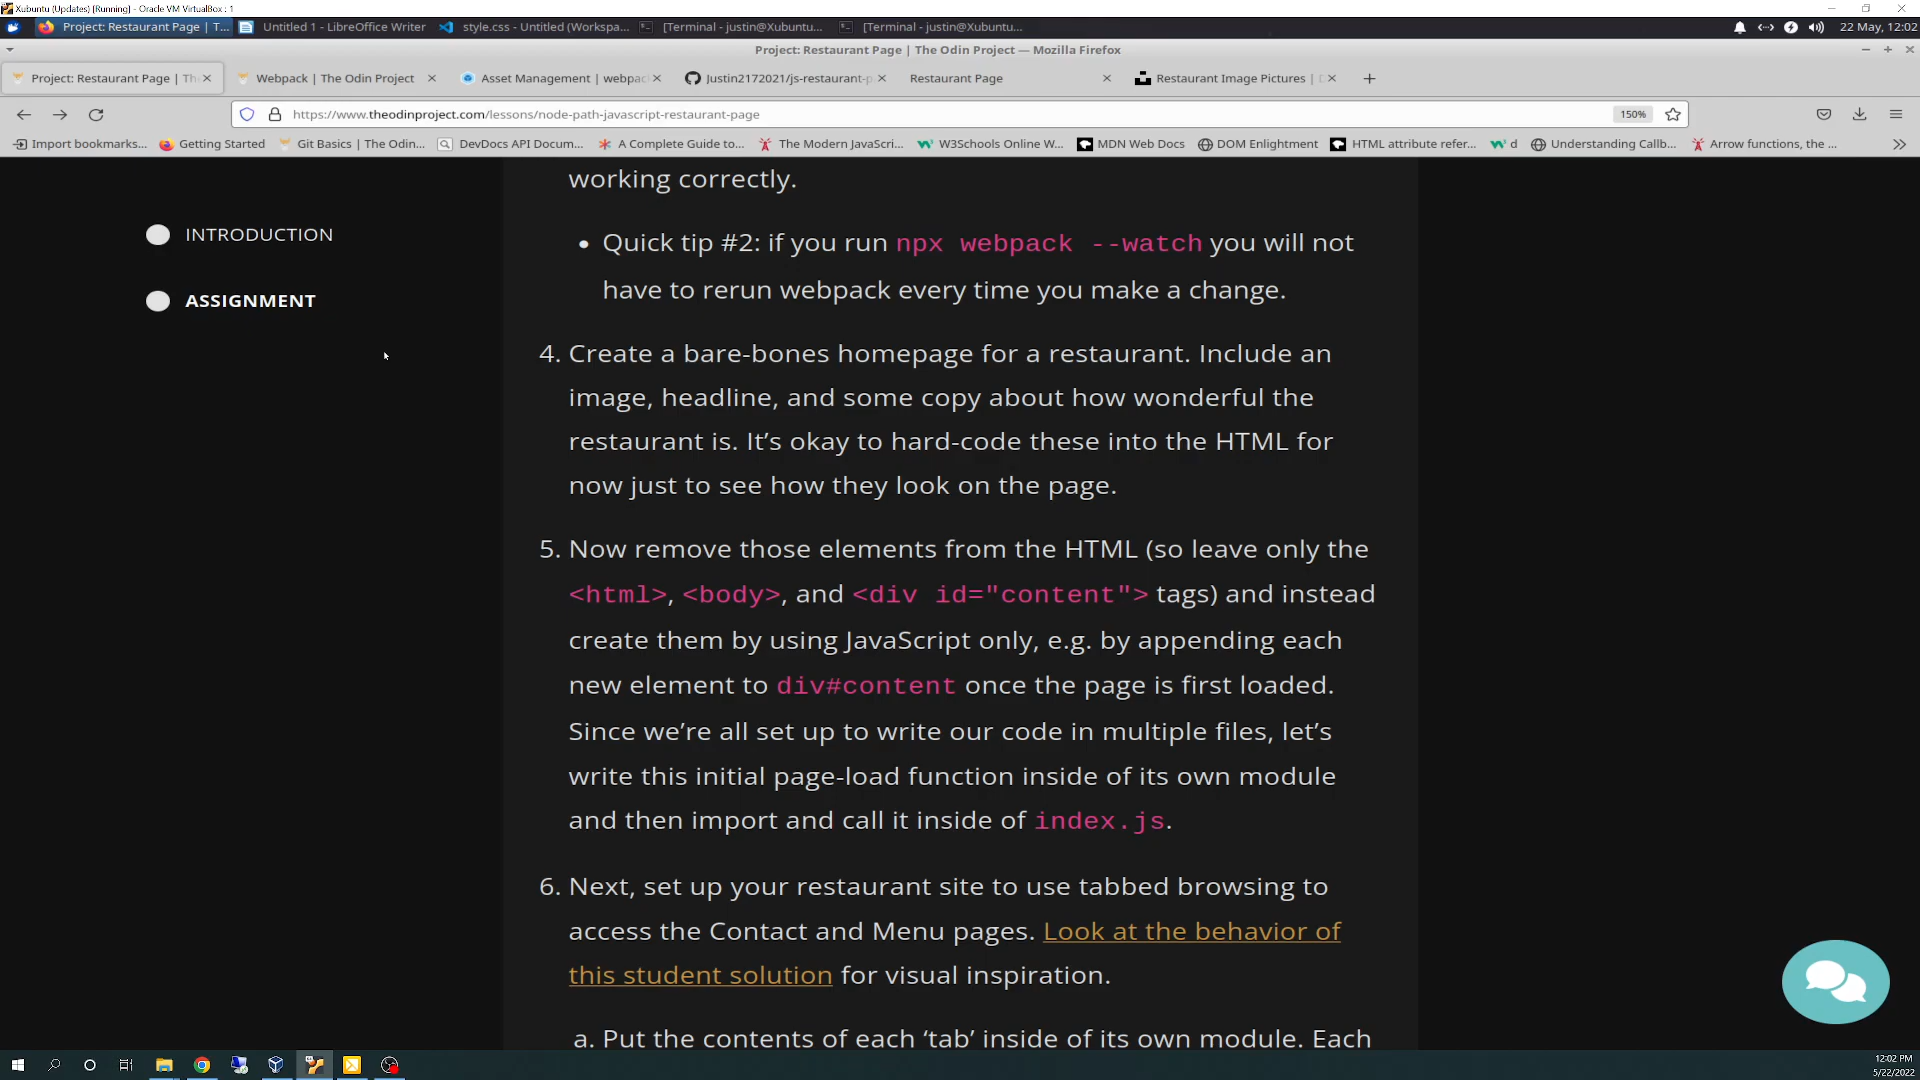 Xubuntu (Updates) [Running] - Oracle VM VirtualBox : 1
Project: Restaurant Page | T...
Untitled 1 - LibreOffice Writer
style.css - Untitled (Workspa...
[Terminal - justin@Xubuntu...
[Terminal - justin@Xubuntu...
22 May, 12:02
Project: Restaurant Page | The Odin Project — Mozilla Firefox
Project: Restaurant Page | Th
Webpack | The Odin Project
Asset Management | webpac
Justin2172021/js-restaurant-p
Restaurant Page
Restaurant Image Pictures |
https://www.theodinproject.com/lessons/node-path-javascript-restaurant-page
150%
Import bookmarks...
Getting Started
Git Basics | The Odin...
DevDocs API Docum...
A Complete Guide to...
The Modern JavaScri...
W3Schools Online W...
MDN Web Docs
DOM Enlightment
HTML attribute refer...
d
Understanding Callb...
Arrow functions, the ...
INTRODUCTION
ASSIGNMENT
working correctly.
• Quick tip #2: if you run npx webpack --watch you will not
have to rerun webpack every time you make a change.
4. Create a bare-bones homepage for a restaurant. Include an
image, headline, and some copy about how wonderful the
restaurant is. It’s okay to hard-code these into the HTML for
now just to see how they look on the page.
5. Now remove those elements from the HTML (so leave only the
<html>, <body>, and <div id="content"> tags) and instead
create them by using JavaScript only, e.g. by appending each
new element to div#content once the page is first loaded.
Since we’re all set up to write our code in multiple files, let’s
write this initial page-load function inside of its own module
and then import and call it inside of index.js.
6. Next, set up your restaurant site to use tabbed browsing to
access the Contact and Menu pages. Look at the behavior of
this student solution for visual inspiration.
a. Put the contents of each ‘tab’ inside of its own module. Each
12:02 PM
5/22/2022